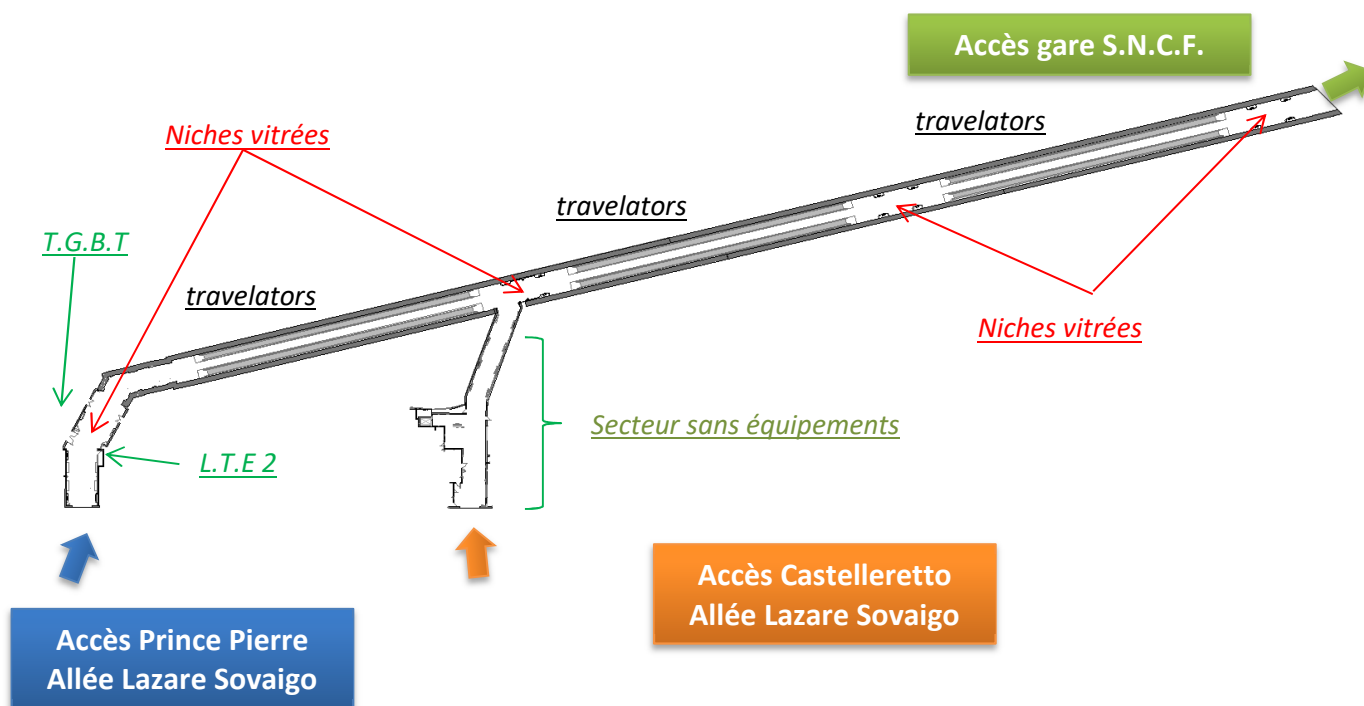 Accès gare S.N.C.F.
travelators
Niches vitrées
travelators
T.G.B.T
travelators
Niches vitrées
Secteur sans équipements
L.T.E 2
Accès Castelleretto
Allée Lazare Sovaigo
Accès Prince Pierre
Allée Lazare Sovaigo